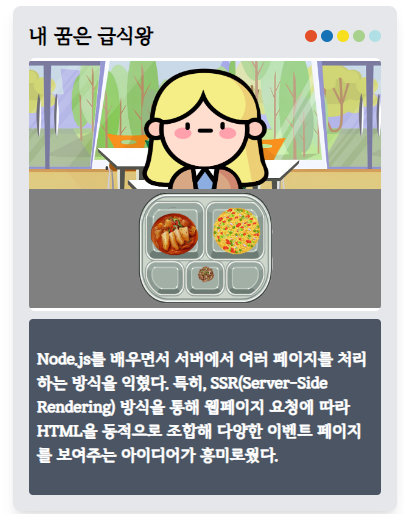 내 꿈은 급식왕
Node.js를 배우면서 서버에서 여러 페이지를 처리
하는 방식을 익혔다. 특히, SSR(Server-Side
Rendering) 방식을 통해 웹페이지 요청에 따라
HTML을 동적으로 조합해 다양한 이벤트 페이지
를 보여주는 아이디어가 흥미로웠다.